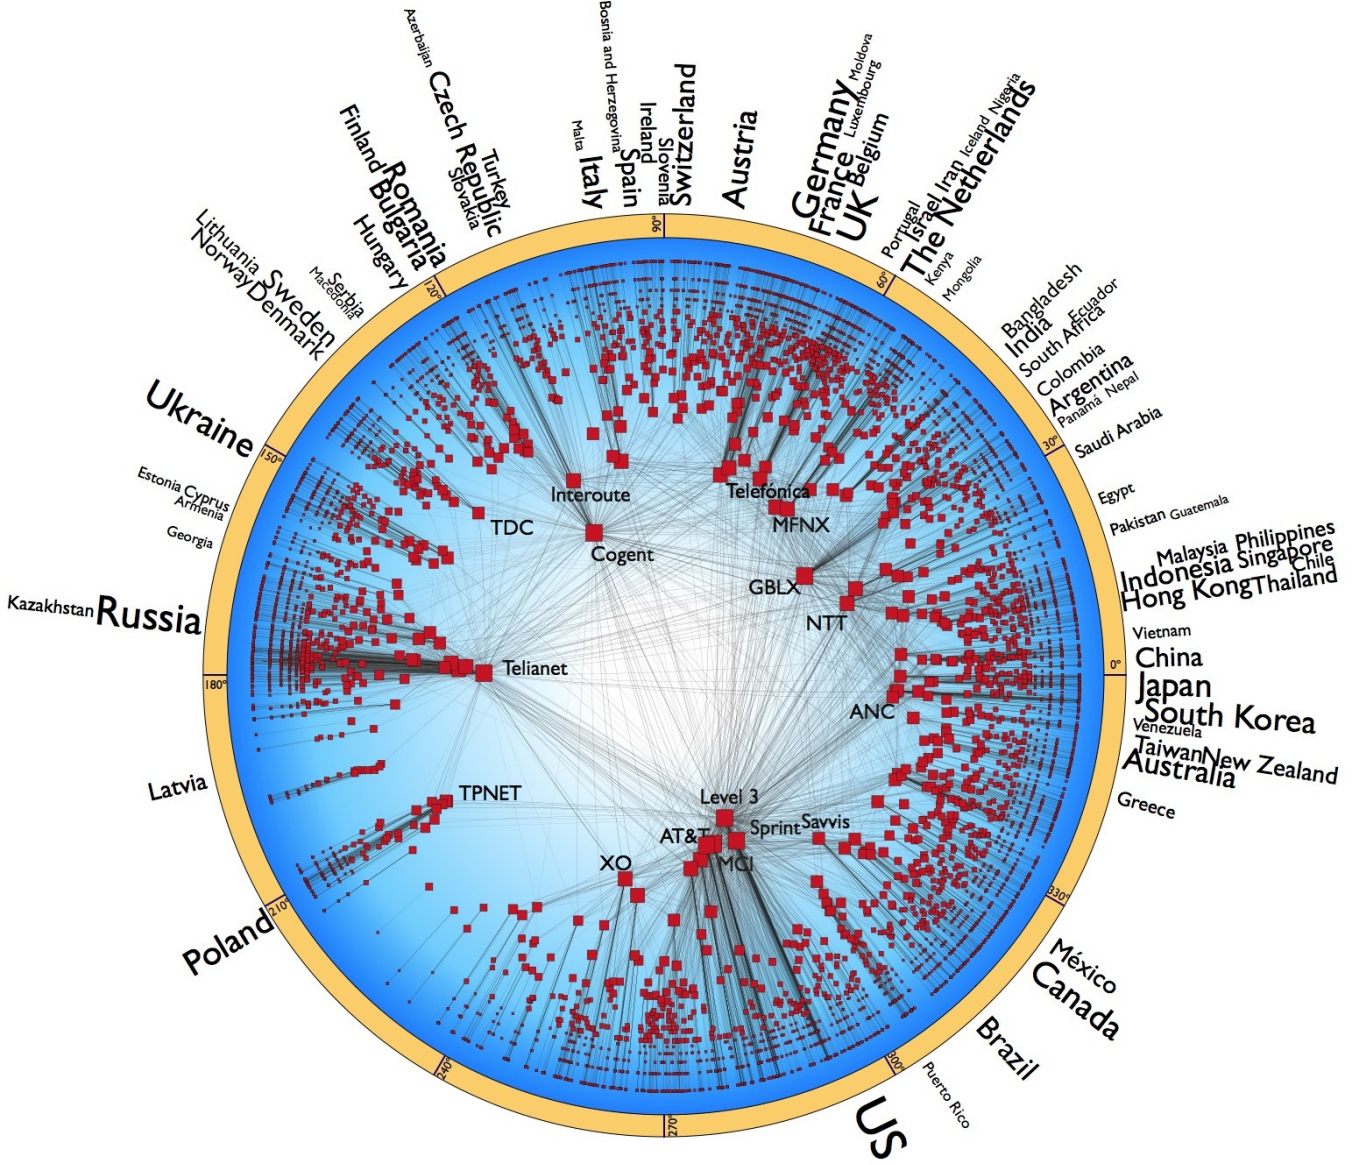 Azerbaijan
Czech Republic
Turkey
Slovakia
Finland
Romania
Bulgaria
Hungary
Lithuania
Norway
Sweden
Denmark
Serbia
Macedonia
Ukraine
Estonia
Cyprus
Armenia
Georgia
Kazakhstan
Russia
Latvia
Poland
Bosnia and Herzegovina
Malta
Italy
Spain
Ireland
Slovenia
Switzerland
Austria
Germany
Moldova
France
Luxembourg
UK
Belgium
Portugal
Israel
Iran
Iceland
Nigeria
The Netherlands
Kenya
Mongolia
Bangladesh
India
Ecuador
South Africa
Colombia
Argentina
Panamá
Nepal
Saudi Arabia
Egypt
Pakistan
Guatemala
Malaysia
Philippines
Indonesia
Singapore
Chile
Hong Kong
Thailand
Vietnam
China
Japan
South Korea
Venezuela
Taiwan
New Zealand
Australia
Greece
México
Canada
Brazil
Puerto Rico
US
90°
60°
30°
0°
330°
300°
270°
240°
210°
180°
150°
120°
Interoute
TDC
Cogent
Telefónica
MFNX
GBLX
NTT
Telianet
ANC
TPNET
Level 3
AT&T
Sprint
Savvis
MCI
XO